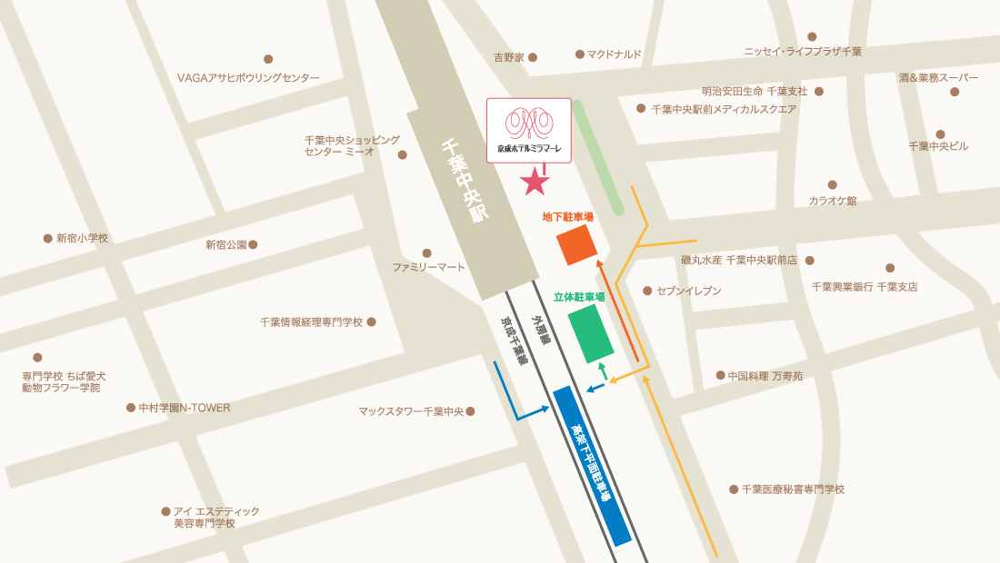 吉野家
マクドナルド
ニッセイ・ライフプラザ千葉
VAGAアサヒボウリングセンター
酒&業務スーパー
明治安田生命 千葉支社
千葉中央駅前メディカルスクエア
京成ホテルミラマーレ
千葉中央ショッピング
センター ミーオ
千葉中央ビル
千葉中央駅
カラオケ館
地下駐車場
新宿小学校
新宿公園
ファミリーマート
磯丸水産 千葉中央駅前店
千葉興業銀行 千葉支店
セブンイレブン
立体駐車場
外房線
京成千葉線
千葉情報経理専門学校
専門学校 ちば愛犬
動物フラワー学院
中国料理 万寿苑
中村学園N-TOWER
マックスタワー千葉中央
高架下平面駐車場
千葉医療秘書専門学校
アイ エステティック
美容専門学校